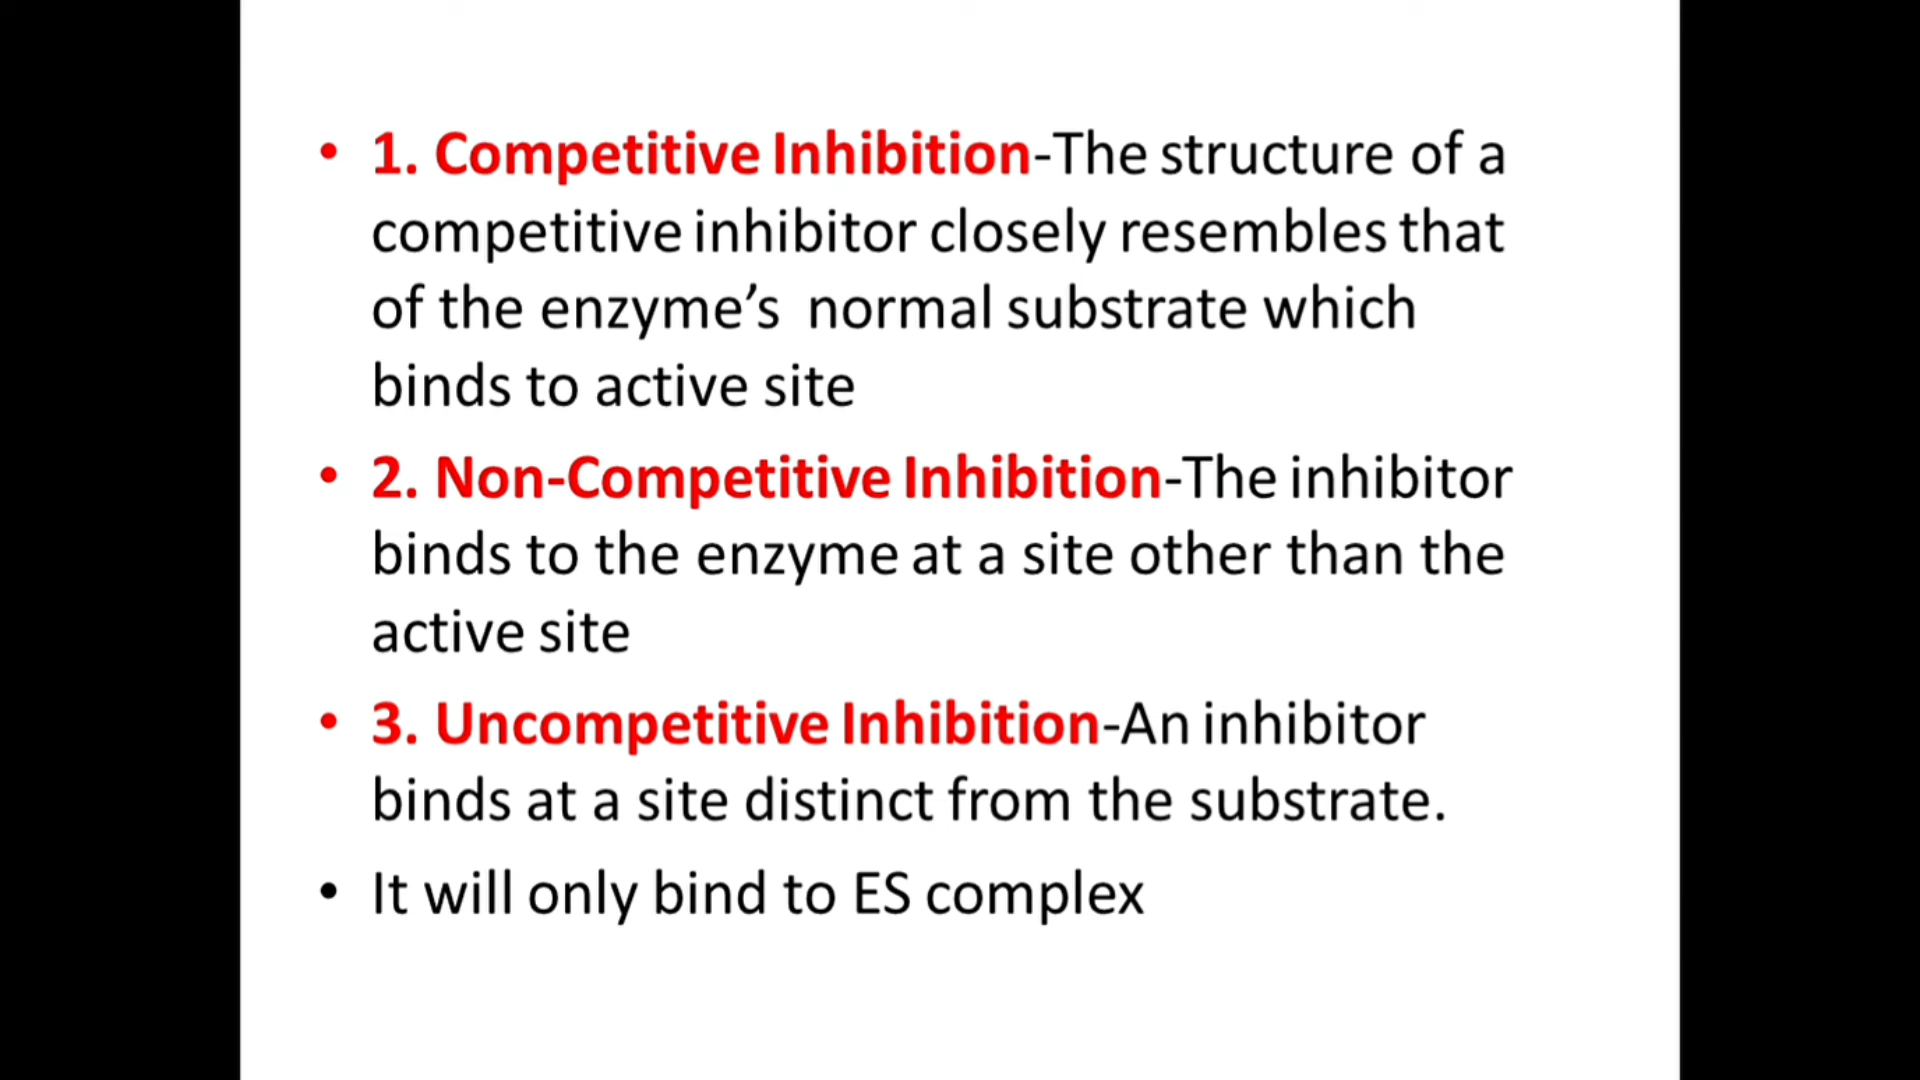 • 1. Competitive Inhibition-The structure of a
competitive inhibitor closely resembles that
of the enzyme’s  normal substrate which
binds to active site
• 2. Non-Competitive Inhibition-The inhibitor
binds to the enzyme at a site other than the
active site
• 3. Uncompetitive Inhibition-An inhibitor
binds at a site distinct from the substrate.
• It will only bind to ES complex